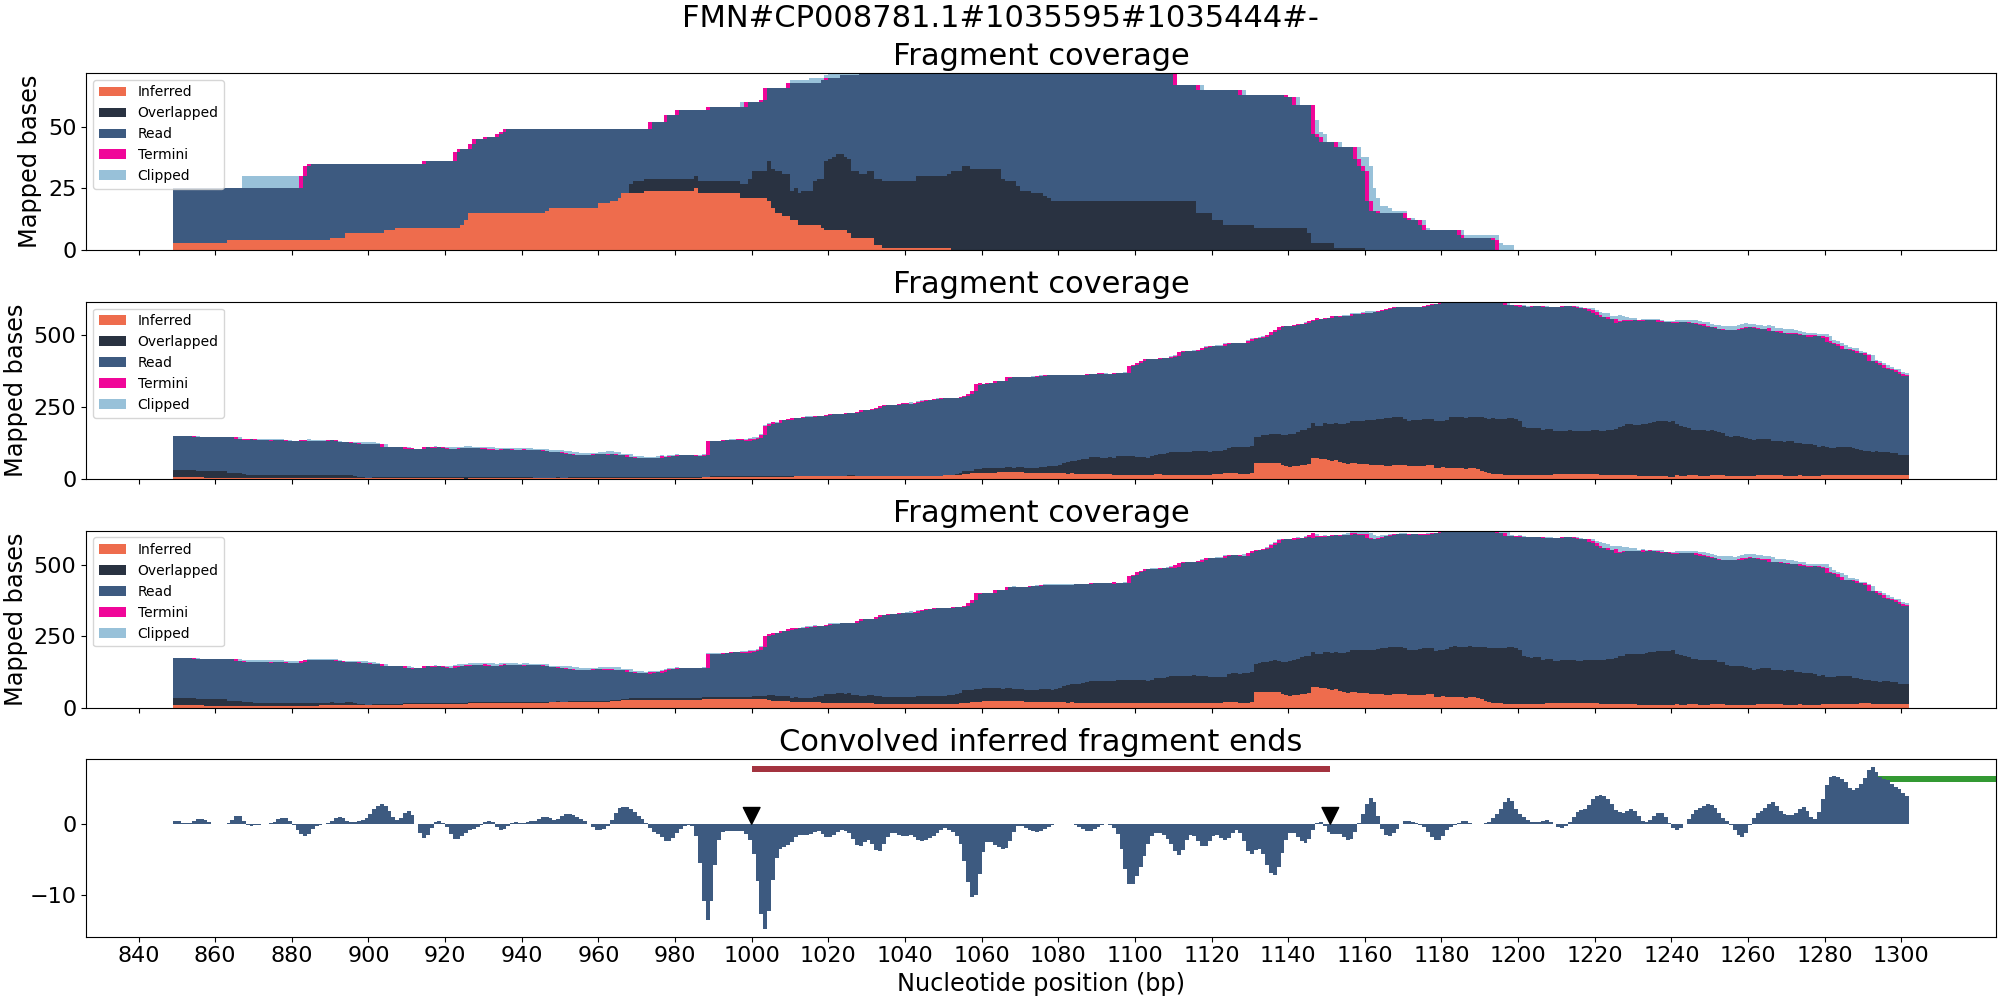 FMN#CP008781.1#1035595#1035444#-
Fragment coverage
Mapped bases
50
25
0
Inferred
Overlapped
Read
Termini
Clipped
Fragment coverage
Mapped bases
500
250
0
Inferred
Overlapped
Read
Termini
Clipped
Fragment coverage
Mapped bases
500
250
0
Inferred
Overlapped
Read
Termini
Clipped
Convolved inferred fragment ends
0
−10
840 860 880 900 920 940 960 980 1000 1020 1040 1060 1080 1100 1120 1140 1160 1180 1200 1220 1240 1260 1280 1300
Nucleotide position (bp)